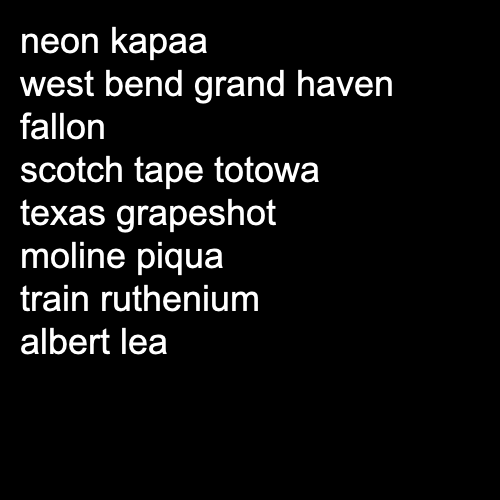 neon kapaa
west bend grand haven
fallon
scotch tape totowa
texas grapeshot
moline piqua
train ruthenium
albert lea